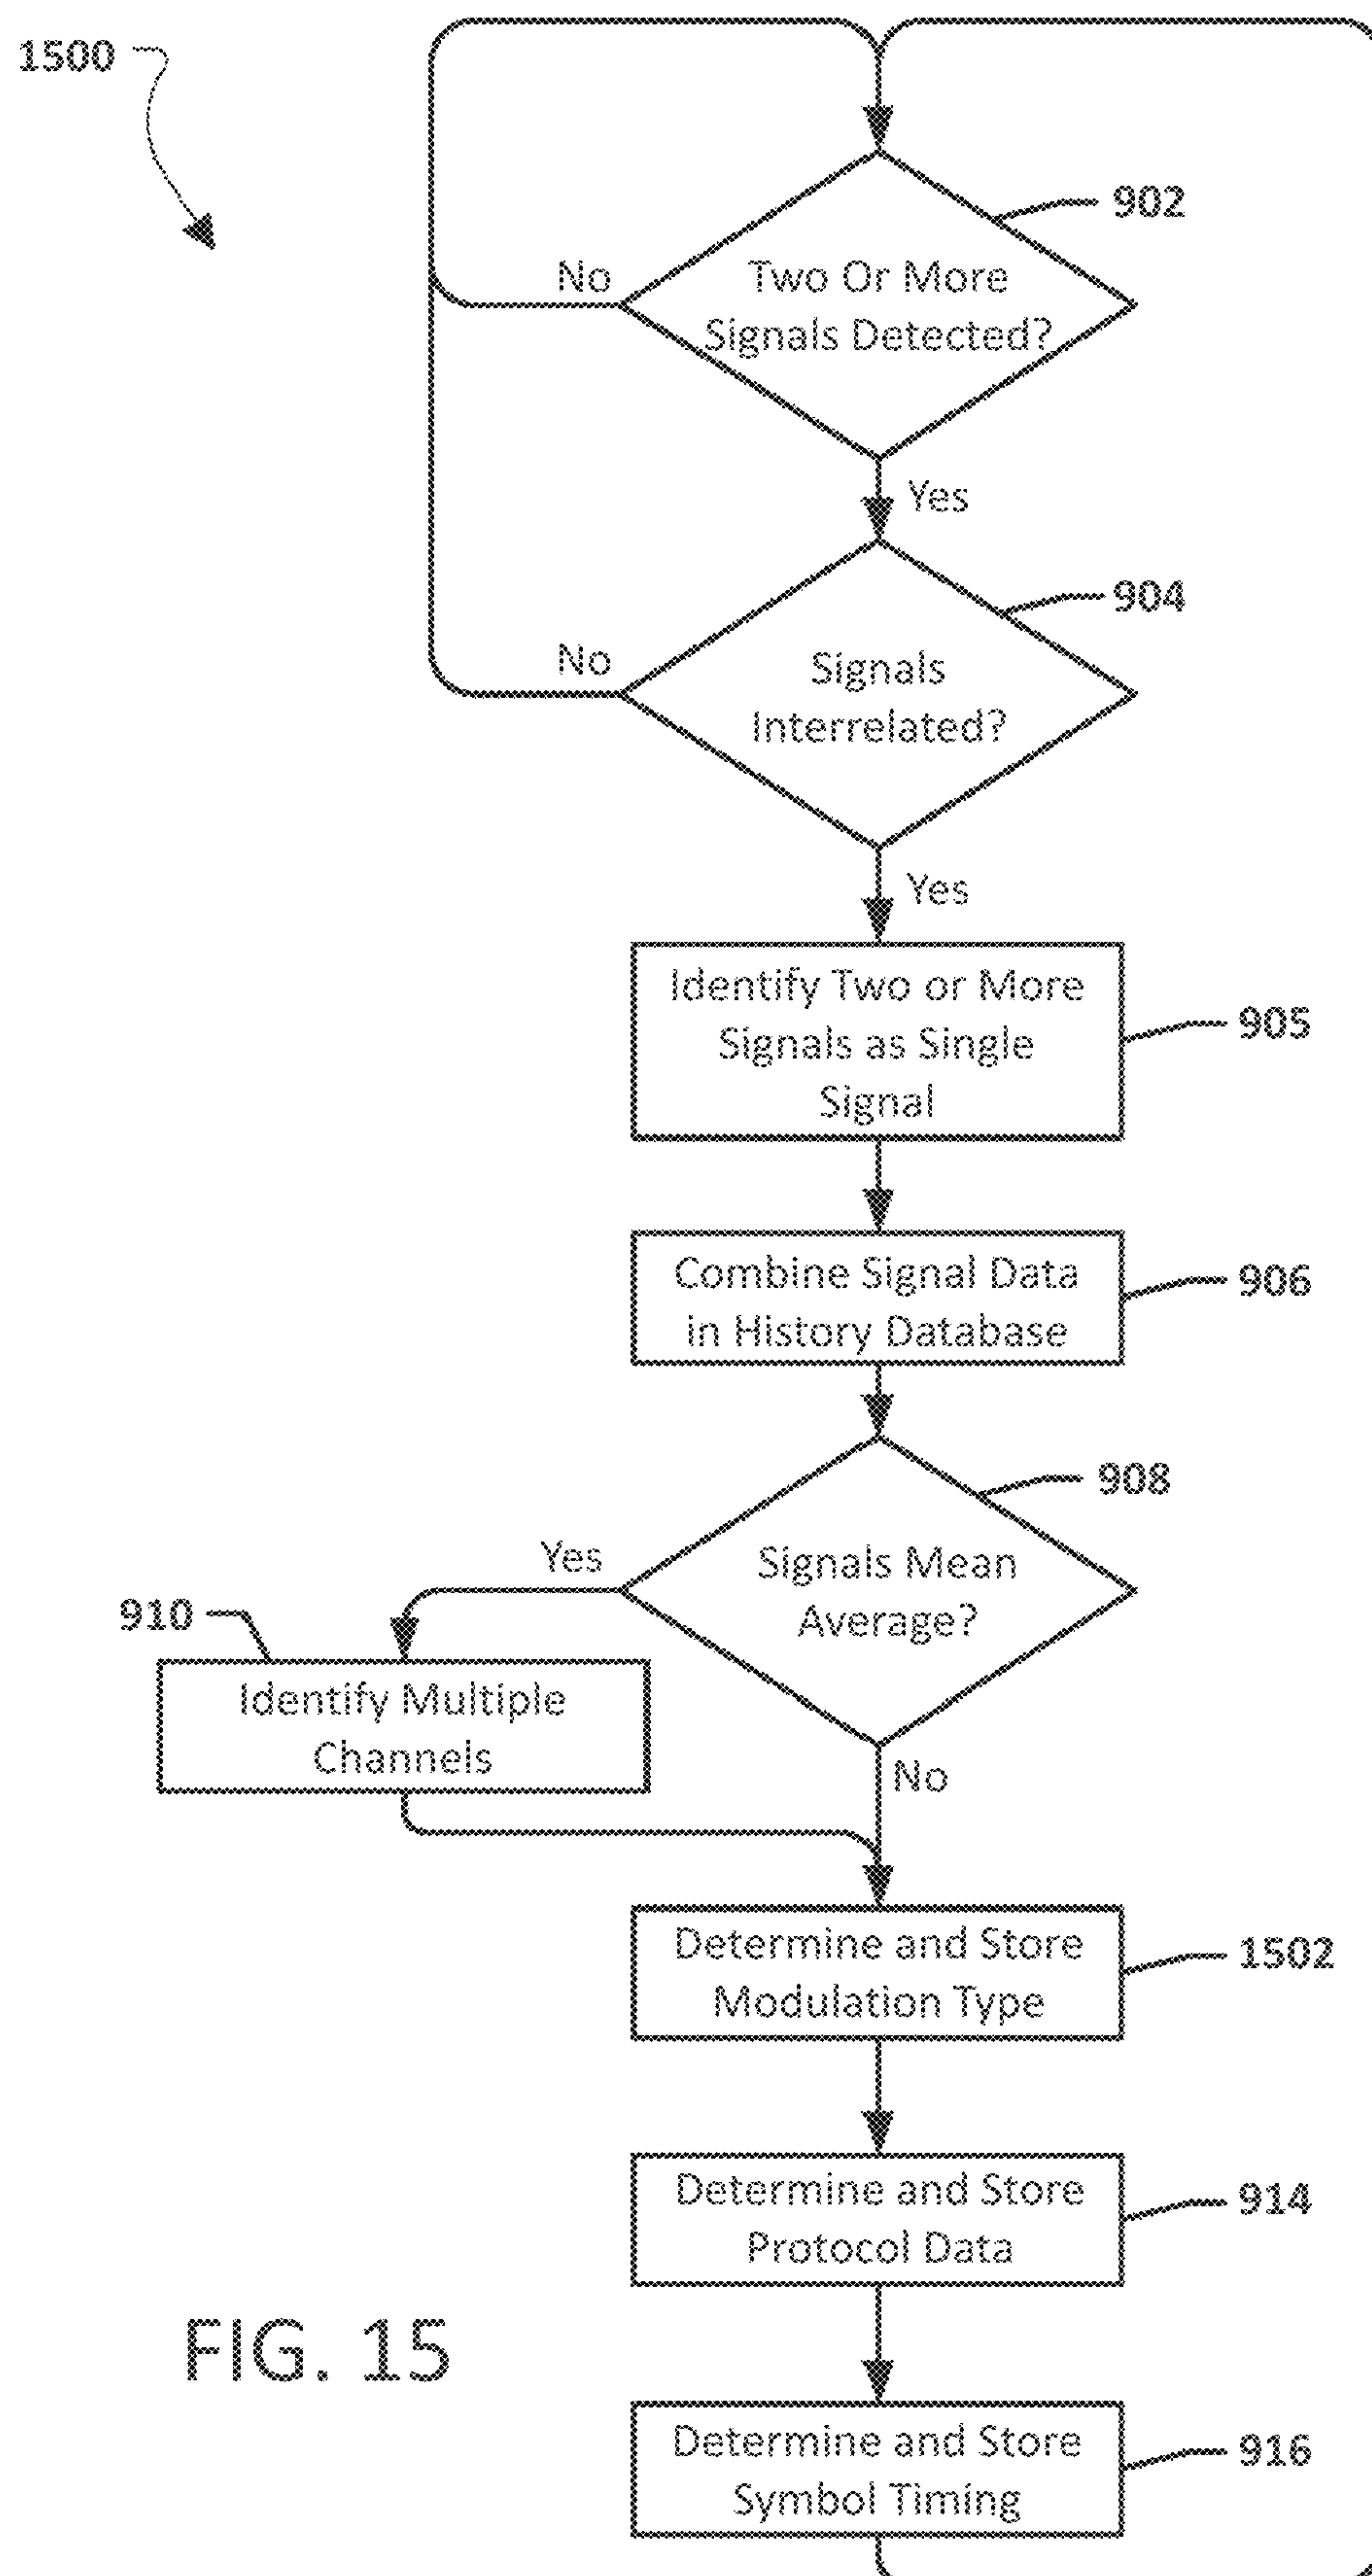 1500
902
No
Two Or More
Signals Detected?
Yes
904
No
Signals
Interrelated?
Yes
Identify Two or More
Signals as Single
Signal
905
Combine Signal Data
in History Database
906
908
Yes
Signals Mean
Average?
910
Identify Multiple
Channels
No
Determine and Store
Modulation Type
1502
Determine and Store
Protocol Data
914
FIG. 15
Determine and Store
Symbol Timing
916